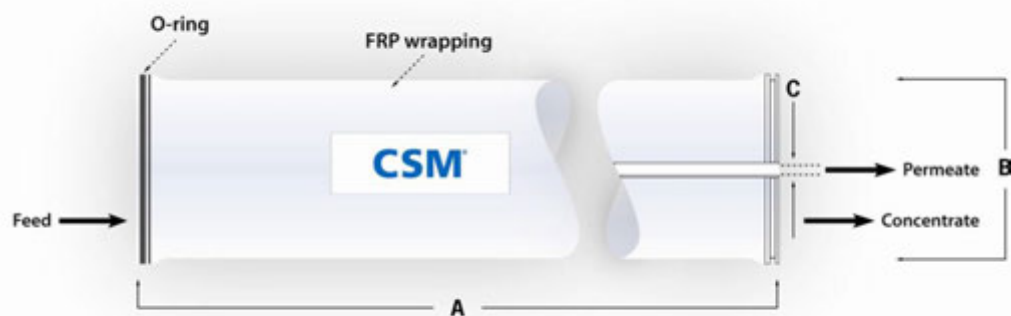 O-ring
FRP wrapping
C
CSM®
Permeate
B
Feed
Concentrate
A